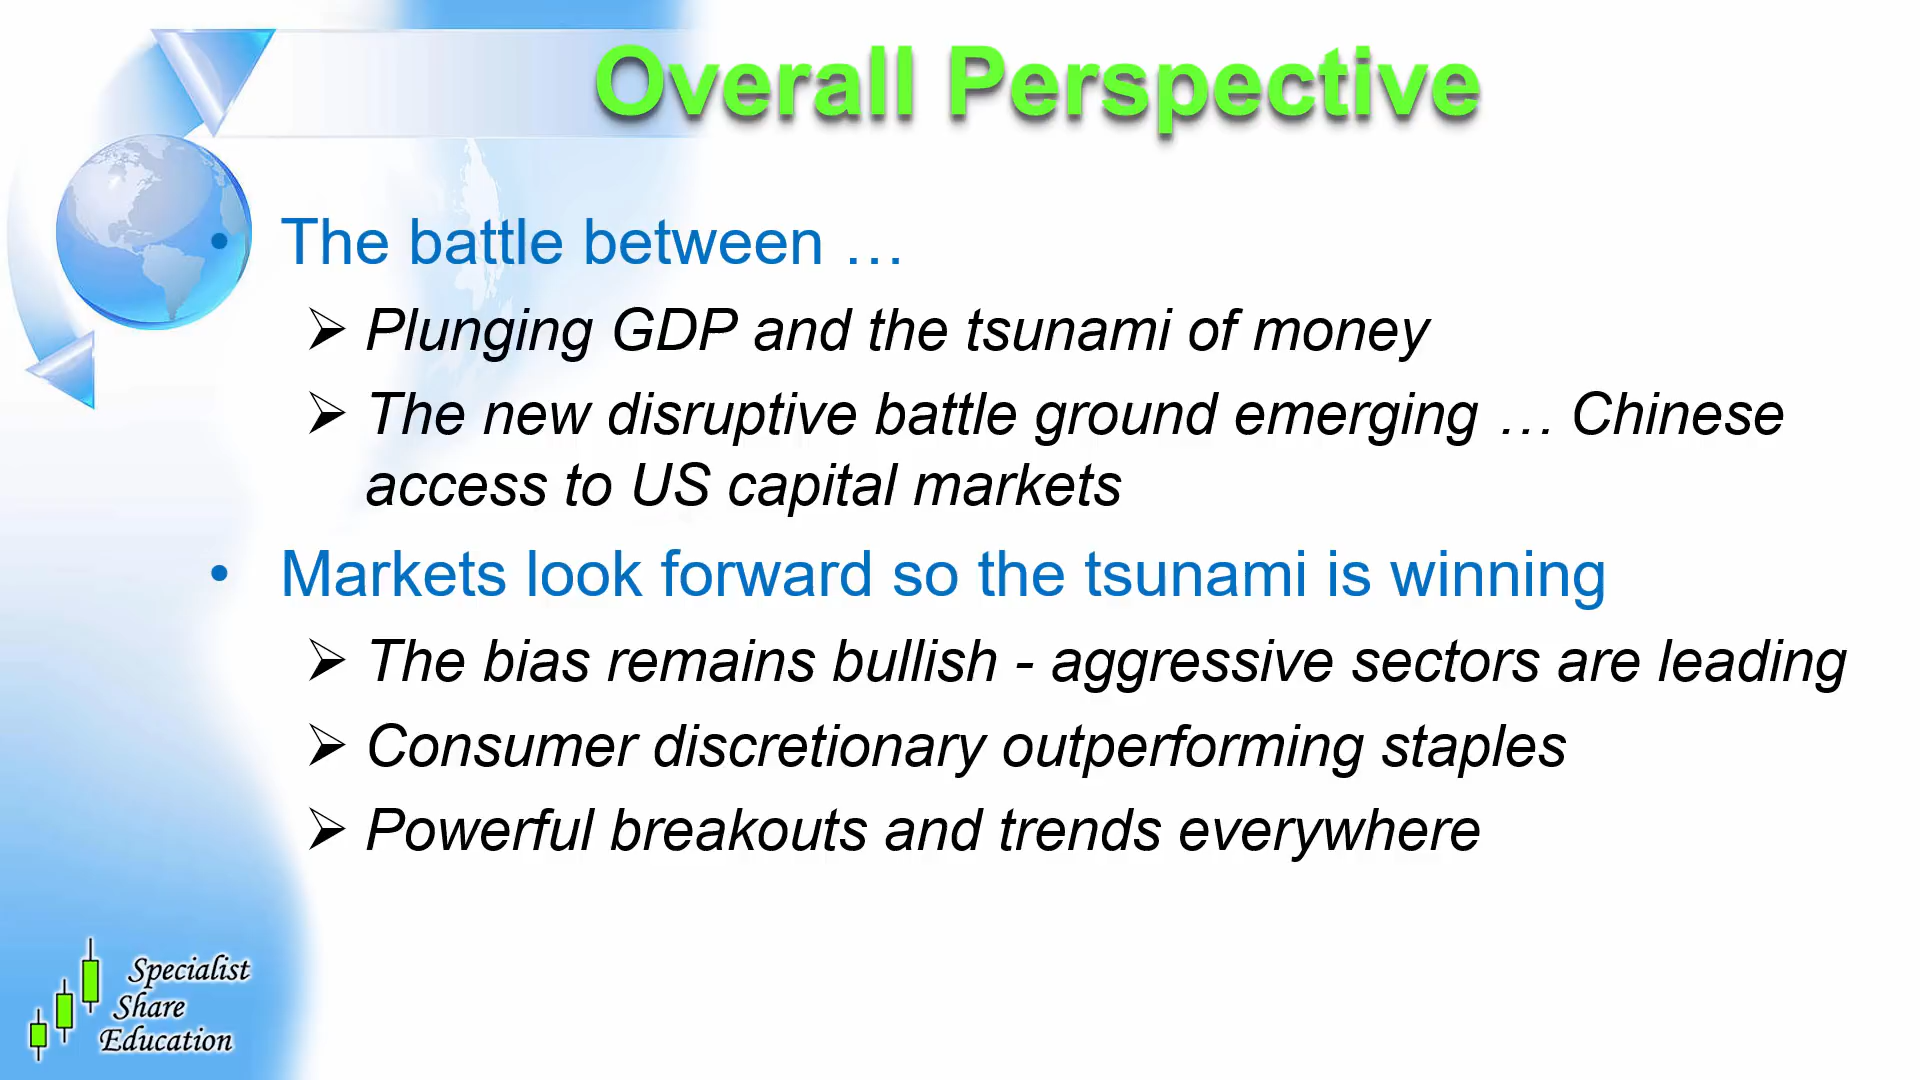 Overall Perspective
• The battle between …
➢ Plunging GDP and the tsunami of money
➢ The new disruptive battle ground emerging … Chinese
access to US capital markets
• Markets look forward so the tsunami is winning
➢ The bias remains bullish - aggressive sectors are leading
➢ Consumer discretionary outperforming staples
➢ Powerful breakouts and trends everywhere
Specialist
Share
Education